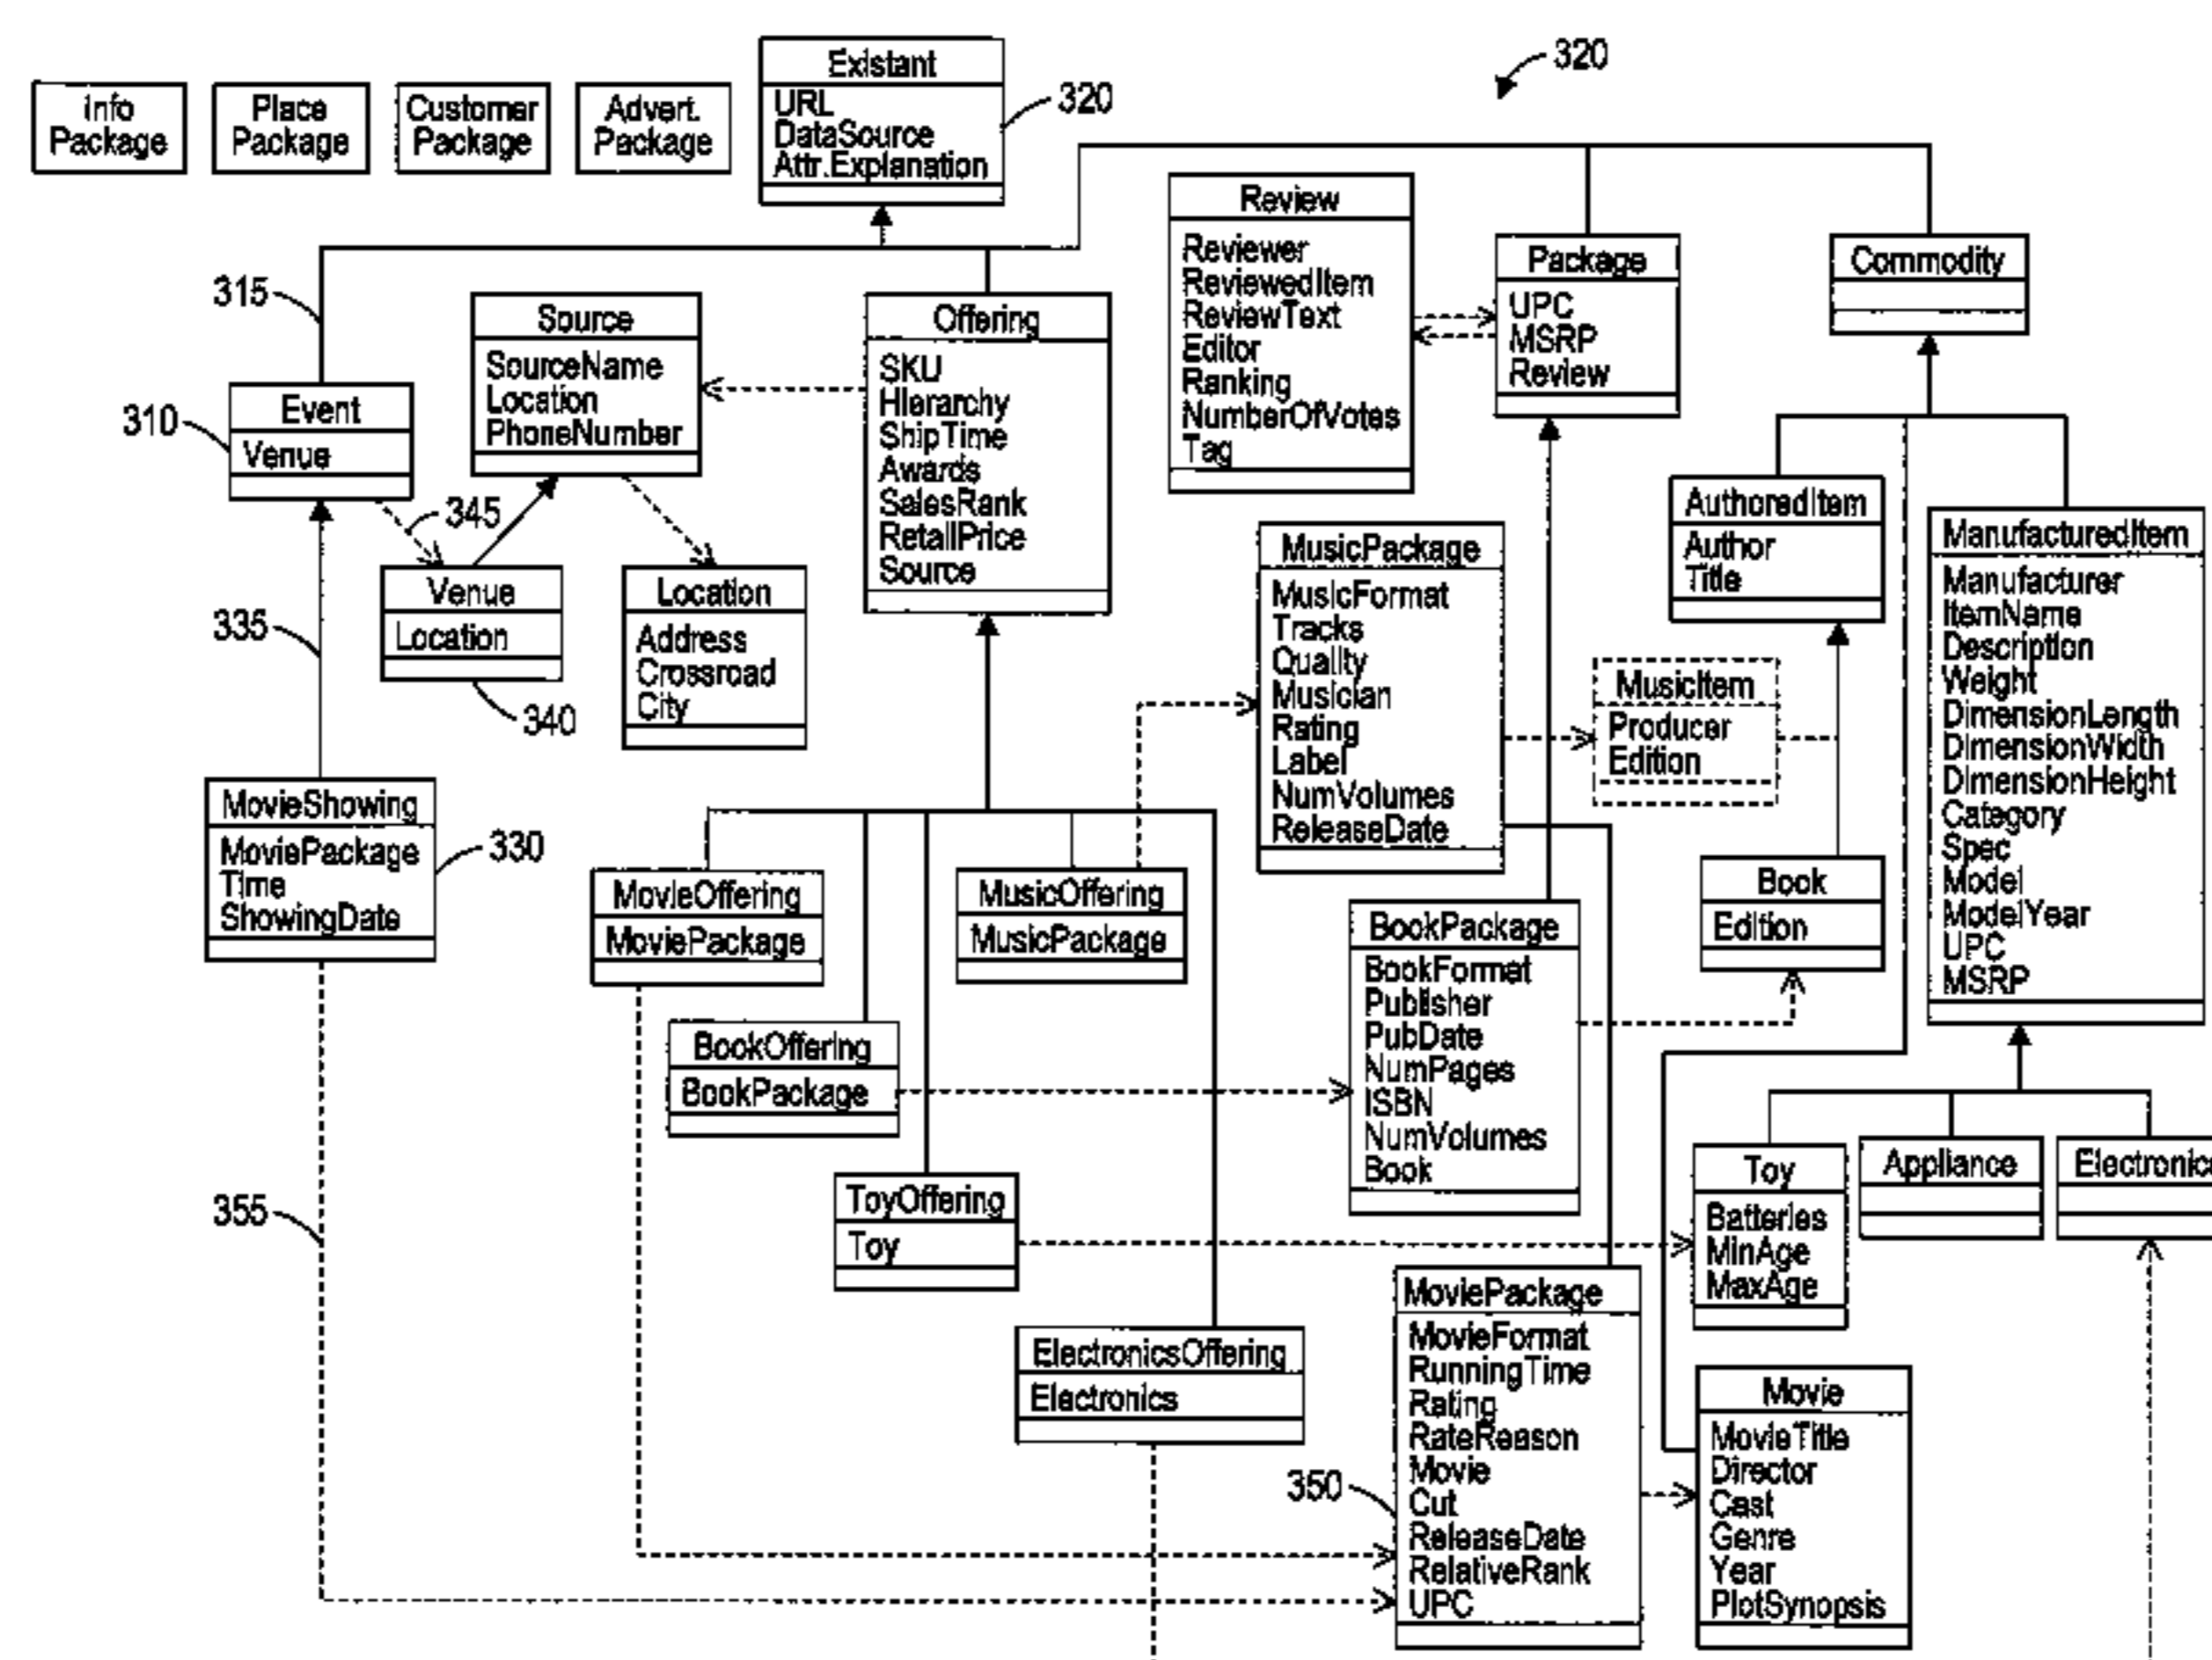 320
Info
Package
Place
Package
Customer
Package
Advert.
Package
Existant
URL
DataSource
Attr.Explanation
320
Review
Reviewer
ReviewedItem
ReviewText
Editor
Ranking
NumberOfVotes
Tag
Package
UPC
MSRP
Review
Commodity
315
Source
SourceName
Location
PhoneNumber
Offering
SKU
Hierarchy
ShipTime
Awards
SalesRank
RetailPrice
Source
310
Event
Venue
345
Venue
Location
340
Location
Address
Crossroad
City
335
MusicPackage
MusicFormat
Tracks
Quality
Musician
Rating
Label
NumVolumes
ReleaseDate
AuthoredItem
Author
Title
ManufacturedItem
Manufacturer
ItemName
Description
Weight
DimensionLength
DimensionWidth
DimensionHeight
Category
Spec
Model
ModelYear
UPC
MSRP
MusicItem
Producer
Edition
MovieShowing
MoviePackage
Time
ShowingDate
330
MovieOffering
MoviePackage
MusicOffering
MusicPackage
Book
Edition
BookPackage
BookFormat
Publisher
PubDate
NumPages
ISBN
NumVolumes
Book
BookOffering
BookPackage
355
ToyOffering
Toy
Toy
Batteries
MinAge
MaxAge
Appliance
Electronics
ElectronicsOffering
Electronics
350
MoviePackage
MovieFormat
RunningTime
Rating
RateReason
Movie
Cut
ReleaseDate
RelativeRank
UPC
Movie
MovieTitle
Director
Cast
Genre
Year
PlotSynopsis